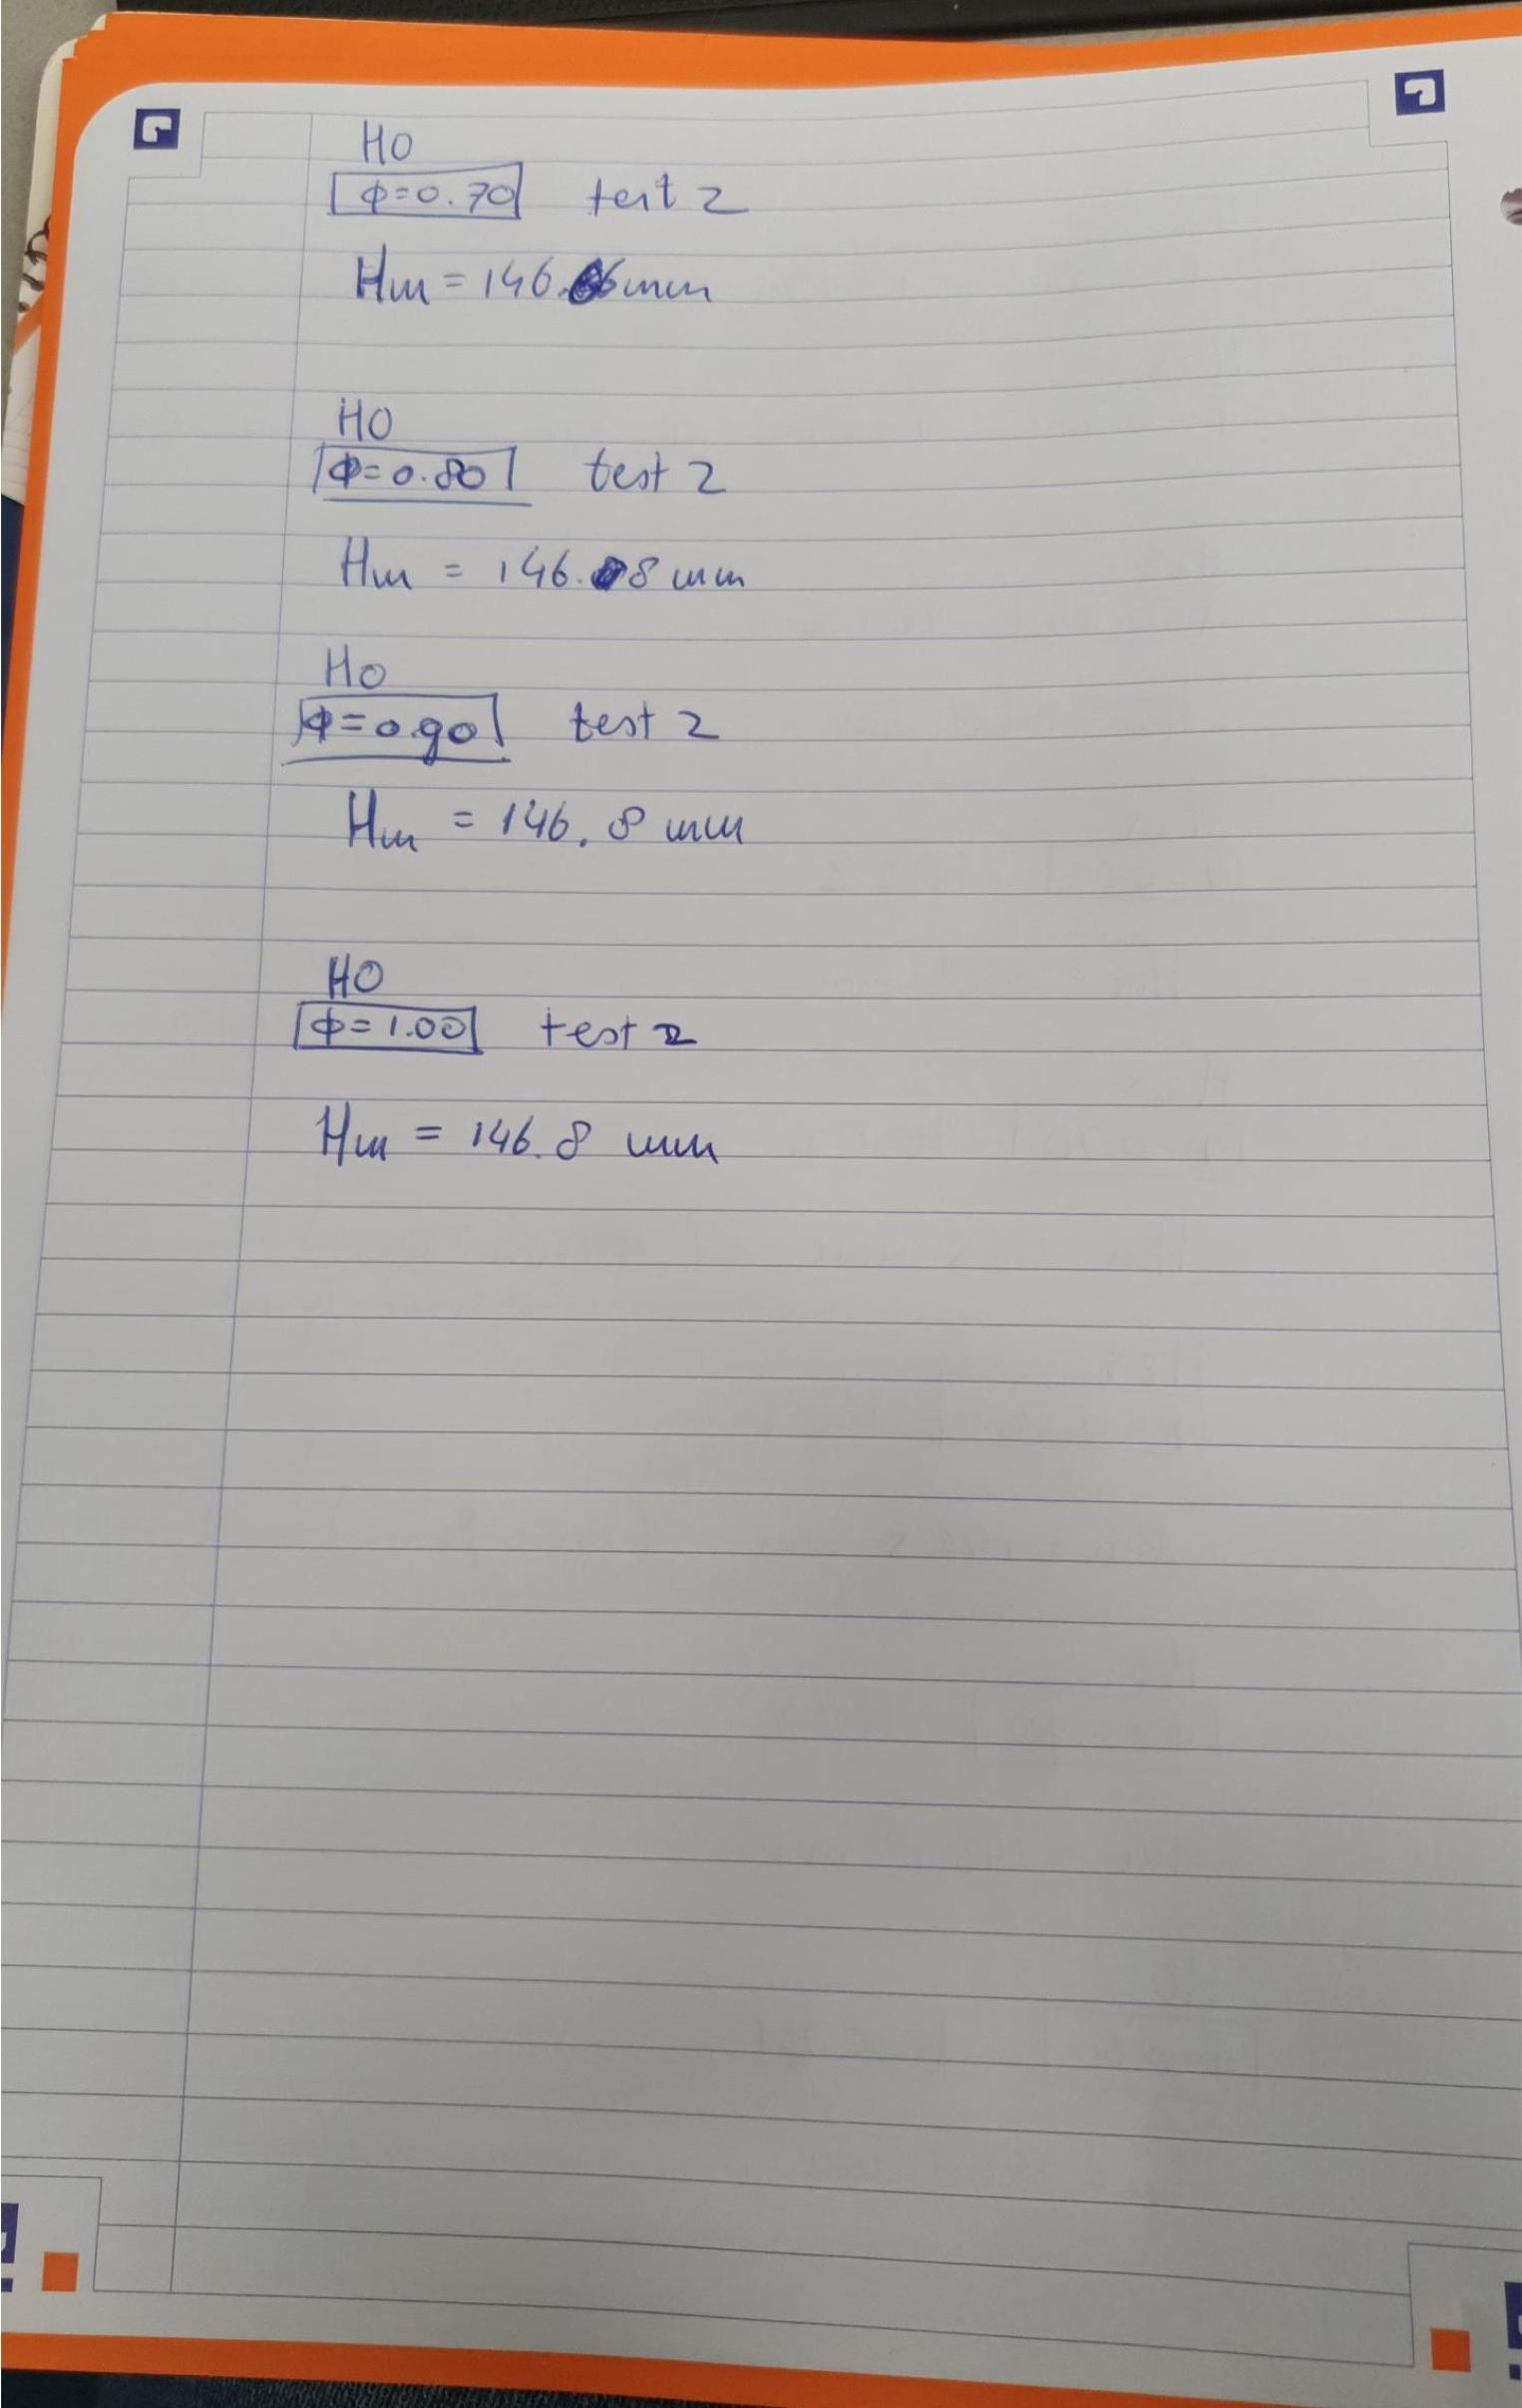 HO
ϕ=0.70 test 2
Hm = 146.6mm
HO
ϕ=0.80 test 2
Hm = 146.8 mm
HO
ϕ=0.90 test 2
Hm = 146.8 mm
HO
ϕ=1.00 test 2
Hm = 146.8 mm